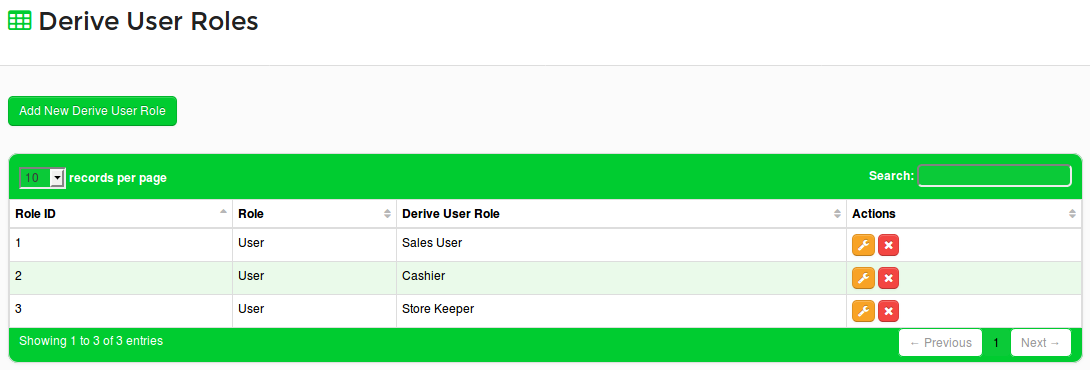 Derive User Roles
Add New Derive User Role
10 records per page Search:
Role ID Role Derive User Role Actions
1 User Sales User
2 User Cashier
3 User Store Keeper
Showing 1 to 3 of 3 entries ← Previous 1 Next →